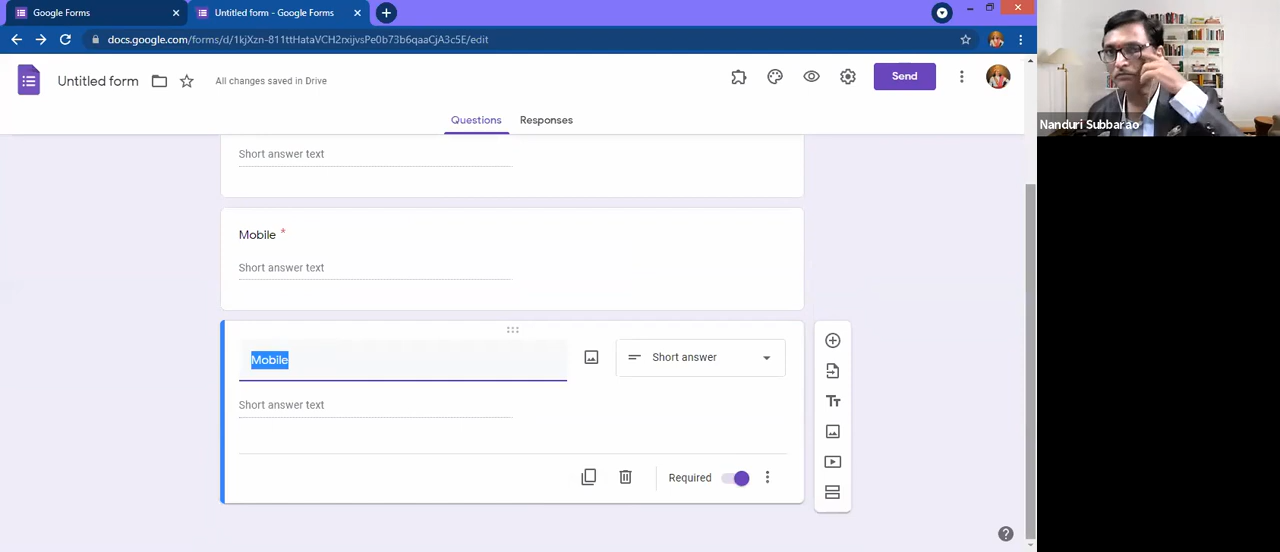 Google Forms
Untitled form - Google Forms
docs.google.com/forms/d/1kjXzn-811ttHataVCH2rxijvsPe0b73b6qaaCjA3c5E/edit
Untitled form
All changes saved in Drive
Send
Questions
Responses
Short answer text
Mobile *
Short answer text
Mobile
Short answer
Short answer text
Required
Nanduri Subbarao